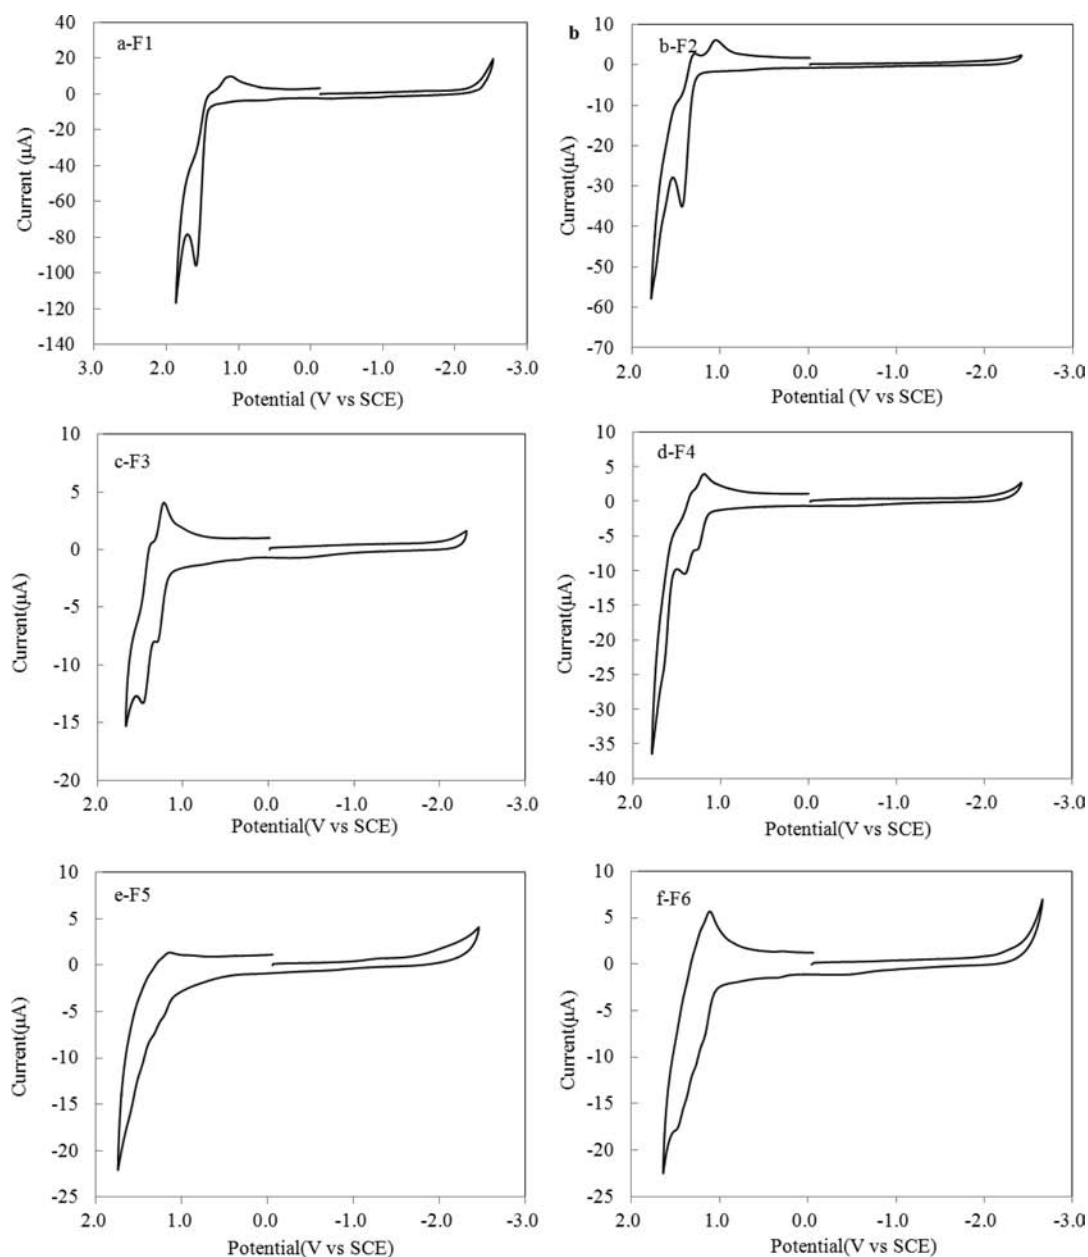 a-F1
40
20
0
-20
-40
-60
-80
-100
-120
-140
Current (μA)
3.0 2.0 1.0 0.0 -1.0 -2.0 -3.0
Potential (V vs SCE)
b
b-F2
10
0
-10
-20
-30
-40
-50
-60
-70
Current(μA)
2.0 1.0 0.0 -1.0 -2.0 -3.0
Potential (V vs SCE)
c-F3
10
5
0
-5
-10
-15
-20
Current(μA)
2.0 1.0 0.0 -1.0 -2.0 -3.0
Potential(V vs SCE)
d-F4
10
5
0
-5
-10
-15
-20
-25
-30
-35
-40
Current(μA)
2.0 1.0 0.0 -1.0 -2.0 -3.0
Potential(V vs SCE)
e-F5
10
5
0
-5
-10
-15
-20
-25
Current(μA)
2.0 1.0 0.0 -1.0 -2.0 -3.0
Potential(V vs SCE)
f-F6
10
5
0
-5
-10
-15
-20
-25
Current(μA)
2.0 1.0 0.0 -1.0 -2.0 -3.0
Potential(V vs SCE)